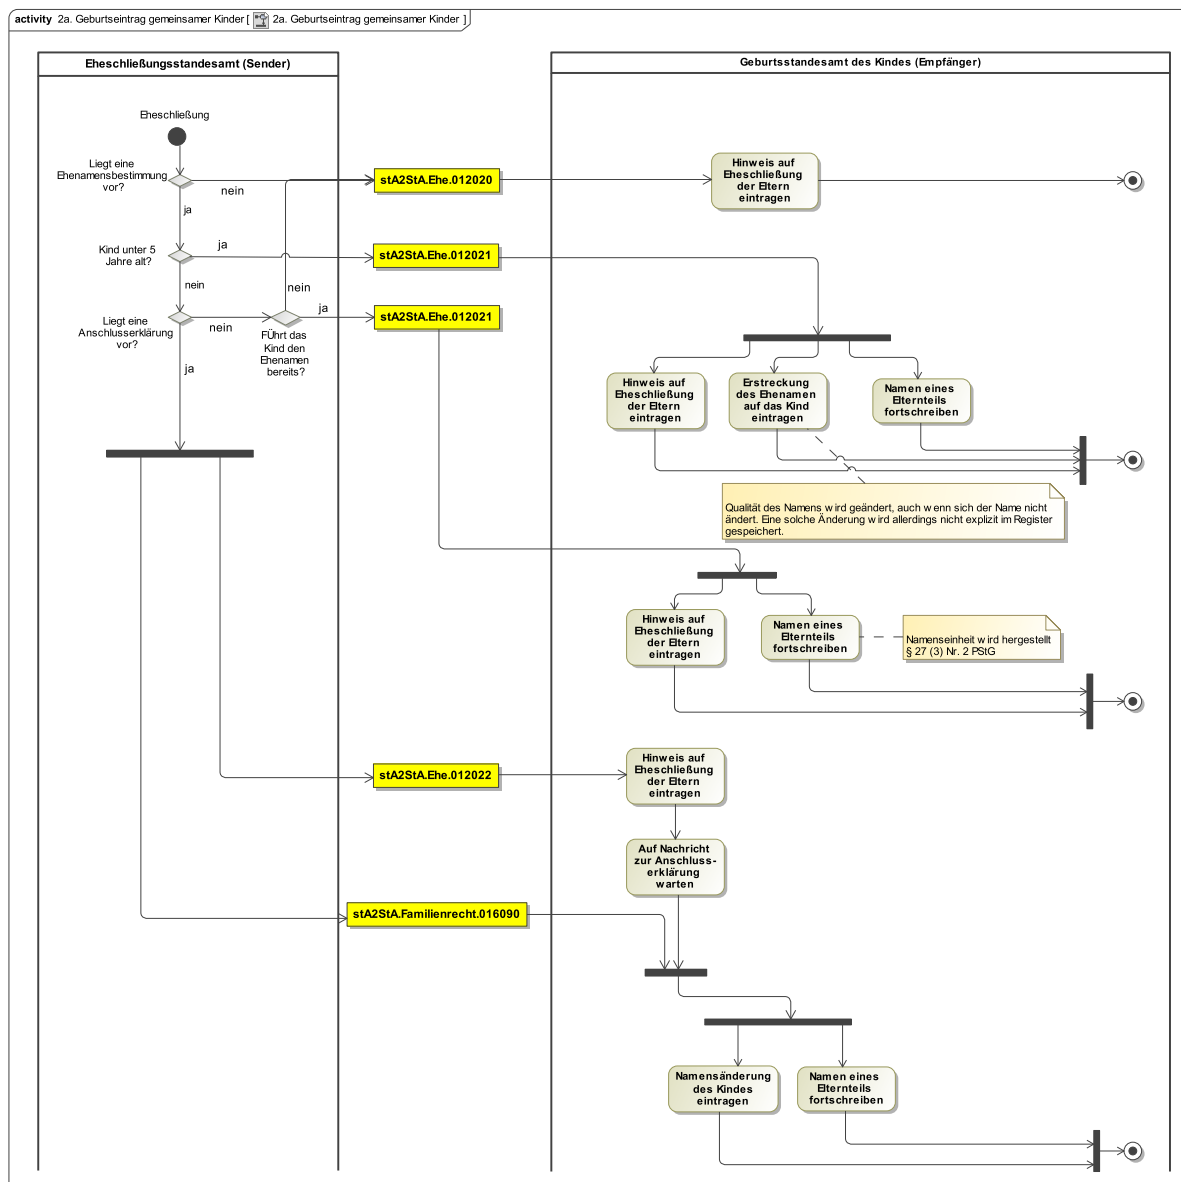 activity 2a. Geburtseintrag gemeinsamer Kinder [ 2a. Geburtseintrag gemeinsamer Kinder ]
Eheschließungsstandesamt (Sender)
Geburtsstandesamt des Kindes (Empfänger)
Eheschließung
Liegt eine
Ehenamensbestimmung
vor?
nein
ja
stA2StA.Ehe.012020
Hinweis auf
Eheschließung
der Eltern
eintragen
Kind unter 5
Jahre alt?
ja
nein
stA2StA.Ehe.012021
Liegt eine
Anschlusserklärung
vor?
nein
ja
FÜhrt das
Kind den
Ehenamen
bereits?
nein
ja
stA2StA.Ehe.012021
Hinweis auf
Eheschließung
der Eltern
eintragen
Erstreckung
des Ehenamen
auf das Kind
eintragen
Namen eines
Elternteils
fortschreiben
Qualität des Namens wird geändert, auch wenn sich der Name nicht
ändert. Eine solche Änderung wird allerdings nicht explizit im Register
gespeichert.
Hinweis auf
Eheschließung
der Eltern
eintragen
Namen eines
Elternteils
fortschreiben
Namenseinheit wird hergestellt
§ 27 (3) Nr. 2 PStG
stA2StA.Ehe.012022
Hinweis auf
Eheschließung
der Eltern
eintragen
Auf Nachricht
zur Anschluss-
erklärung
warten
stA2StA.Familienrecht.016090
Namensänderung
des Kindes
eintragen
Namen eines
Elternteils
fortschreiben